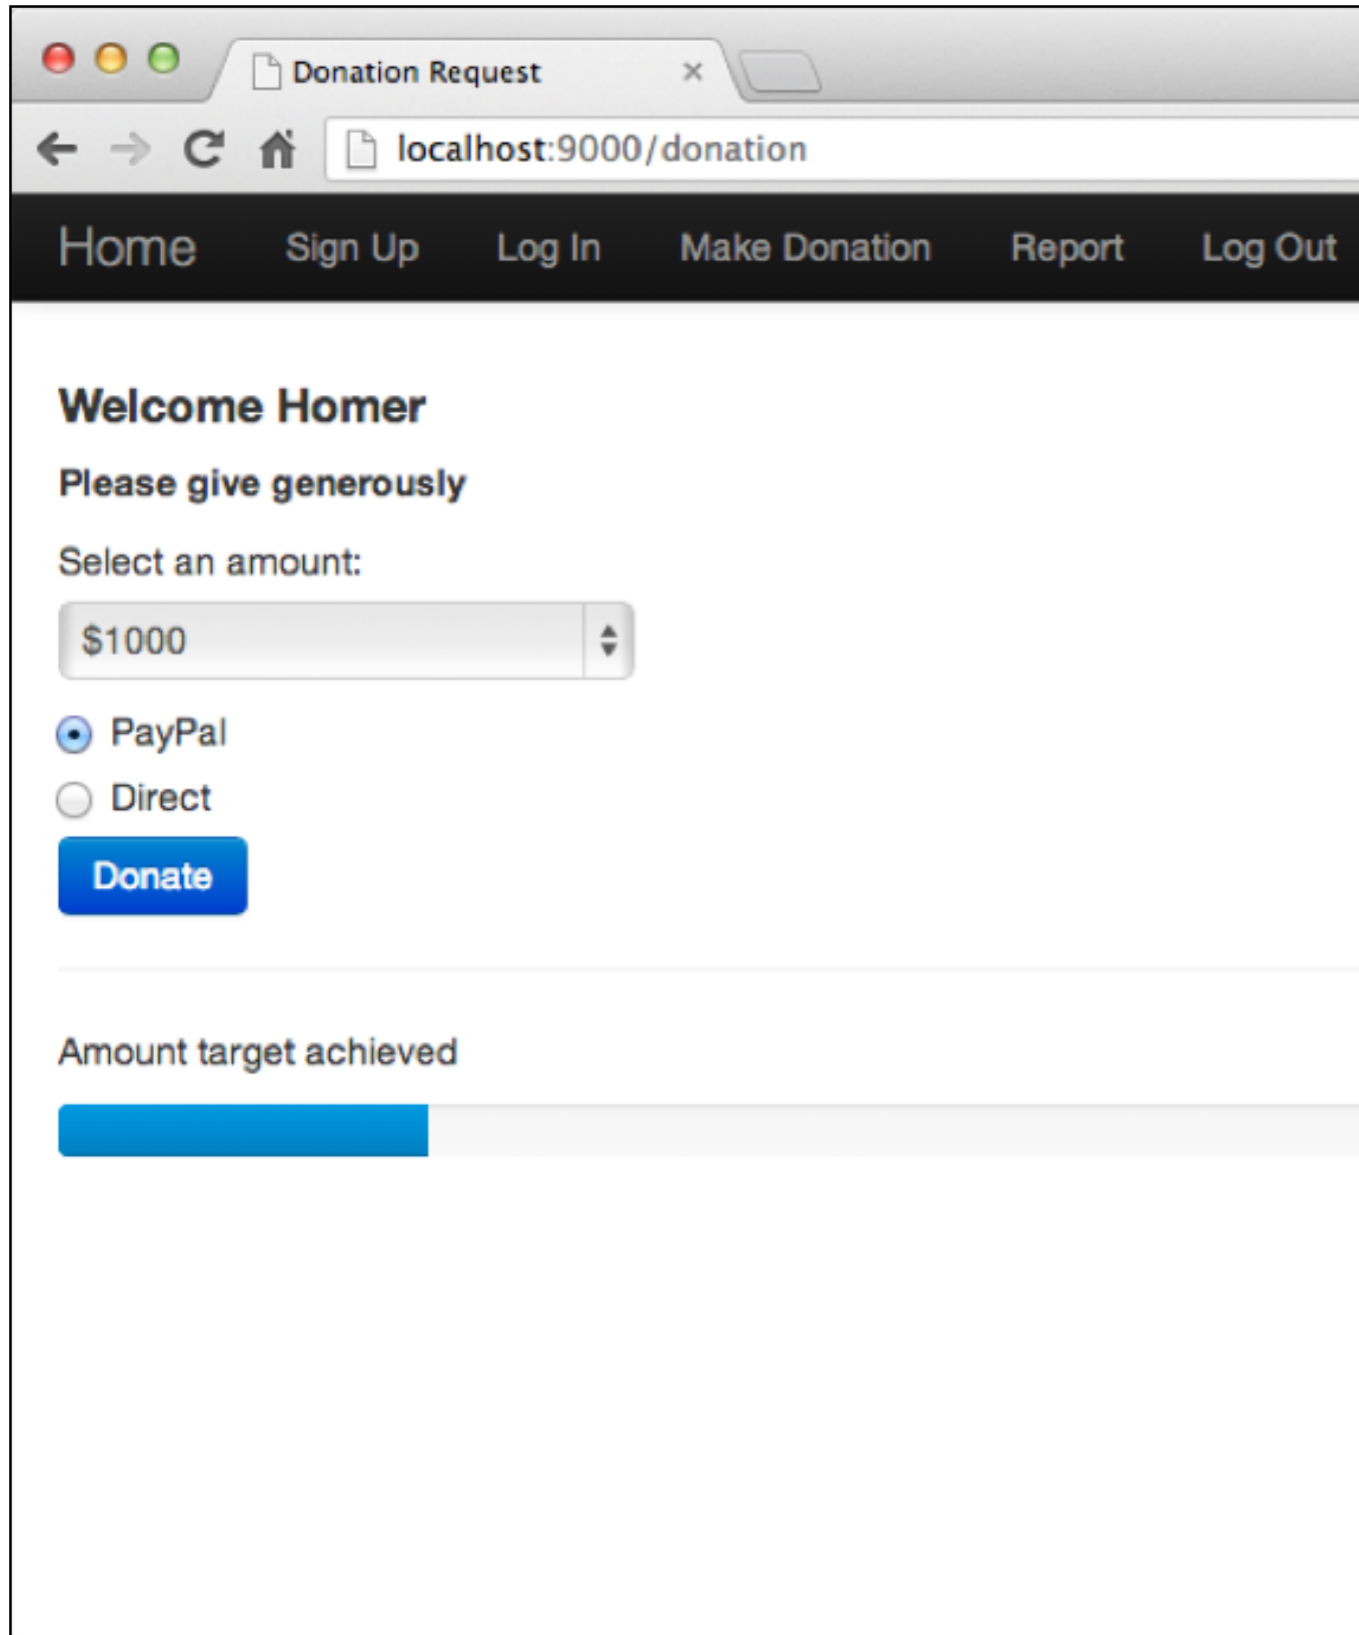 Donation Request
localhost:9000/donation
Home Sign Up Log In Make Donation Report Log Out
Welcome Homer
Please give generously
Select an amount:
$1000
PayPal
Direct
Donate
Amount target achieved